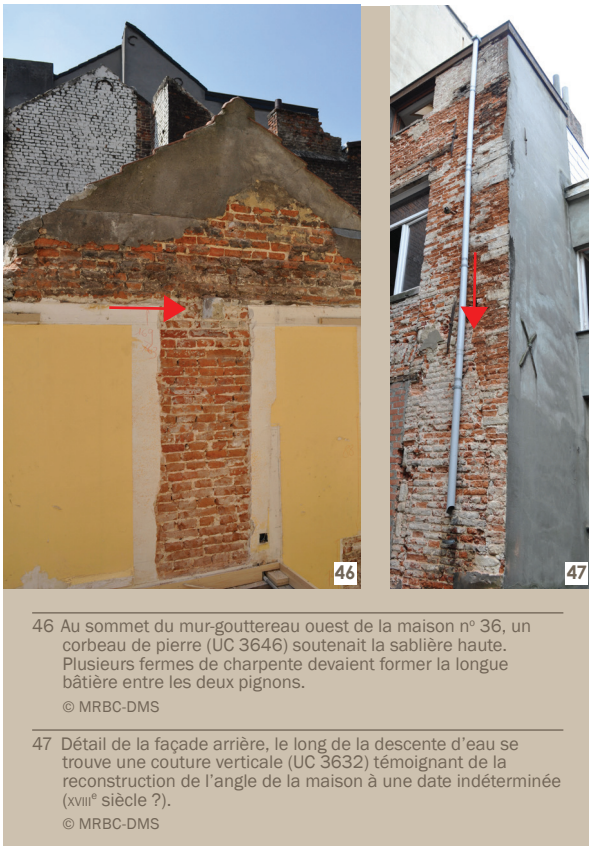 46
47
46 Au sommet du mur-gouttereau ouest de la maison nº 36, un
corbeau de pierre (UC 3646) soutenait la sablière haute.
Plusieurs fermes de charpente devaient former la longue
bâtière entre les deux pignons.
© MRBC-DMS
47 Détail de la façade arrière, le long de la descente d’eau se
trouve une couture verticale (UC 3632) témoignant de la
reconstruction de l’angle de la maison à une date indéterminée
(XVIIIᵉ siècle ?).
© MRBC-DMS